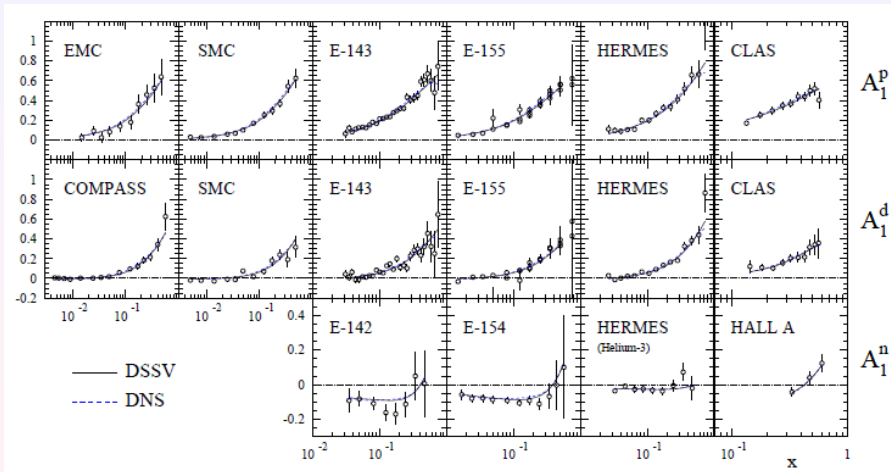 EMC SMC E-143 E-155 HERMES CLAS
1
0.8
0.6
0.4
0.2
0
A₁ᵖ
COMPASS SMC E-143 E-155 HERMES CLAS
1
0.8
0.6
0.4
0.2
0
-0.2
A₁ᵈ
10⁻² 10⁻¹ 10⁻² 10⁻¹
0.4
0.2
0
-0.2
E-142 E-154 HERMES HALL A
(Helium-3)
A₁ⁿ
DSSV
DNS
10⁻² 10⁻¹ 10⁻¹ 10⁻¹ 10⁻¹ 1
x